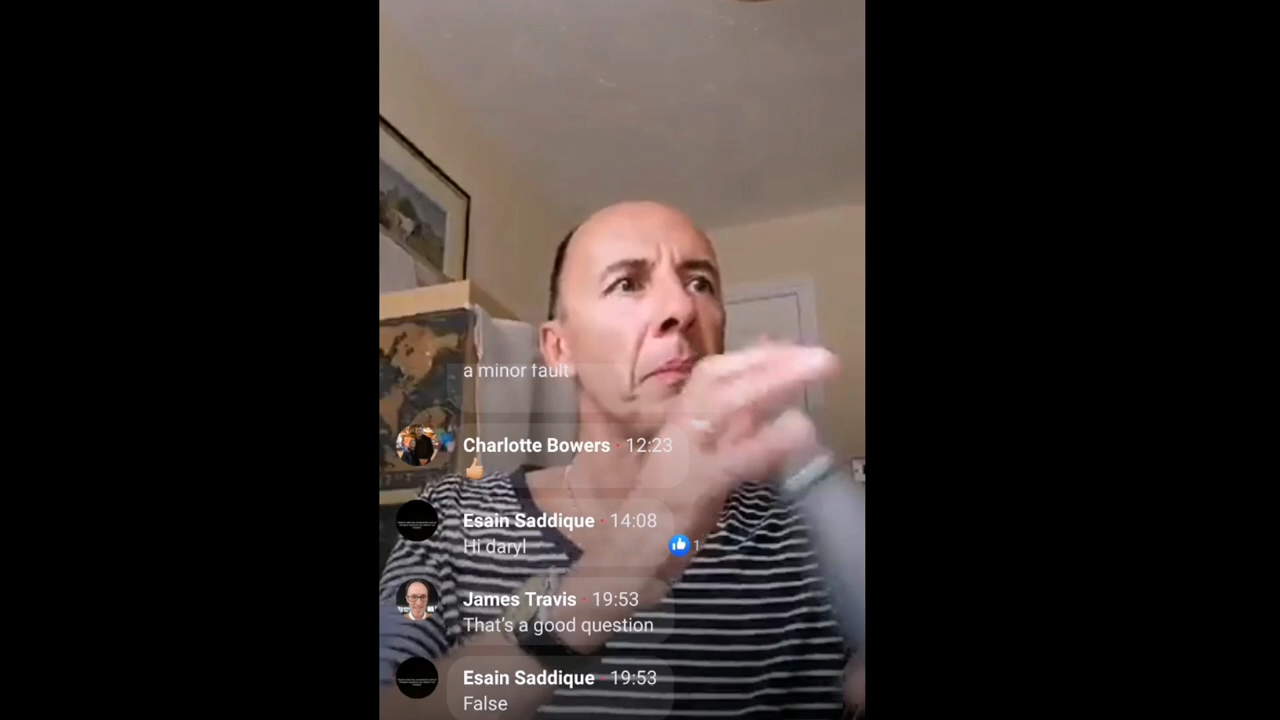 a minor fault
Charlotte Bowers · 12:23
👍
Esain Saddique · 14:08
Hi daryl
1
James Travis · 19:53
That's a good question
Esain Saddique · 19:53
False